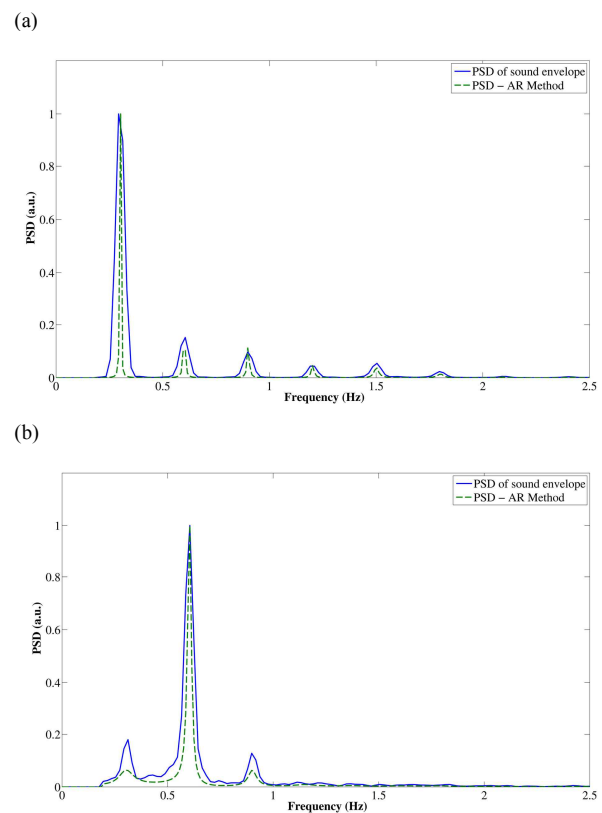 (a)
PSD of sound envelope
PSD − AR Method
1
0.8
0.6
0.4
0.2
0
PSD (a.u.)
0 0.5 1 1.5 2 2.5
Frequency (Hz)
(b)
PSD of sound envelope
PSD − AR Method
1
0.8
0.6
0.4
0.2
0
PSD (a.u.)
0 0.5 1 1.5 2 2.5
Frequency (Hz)